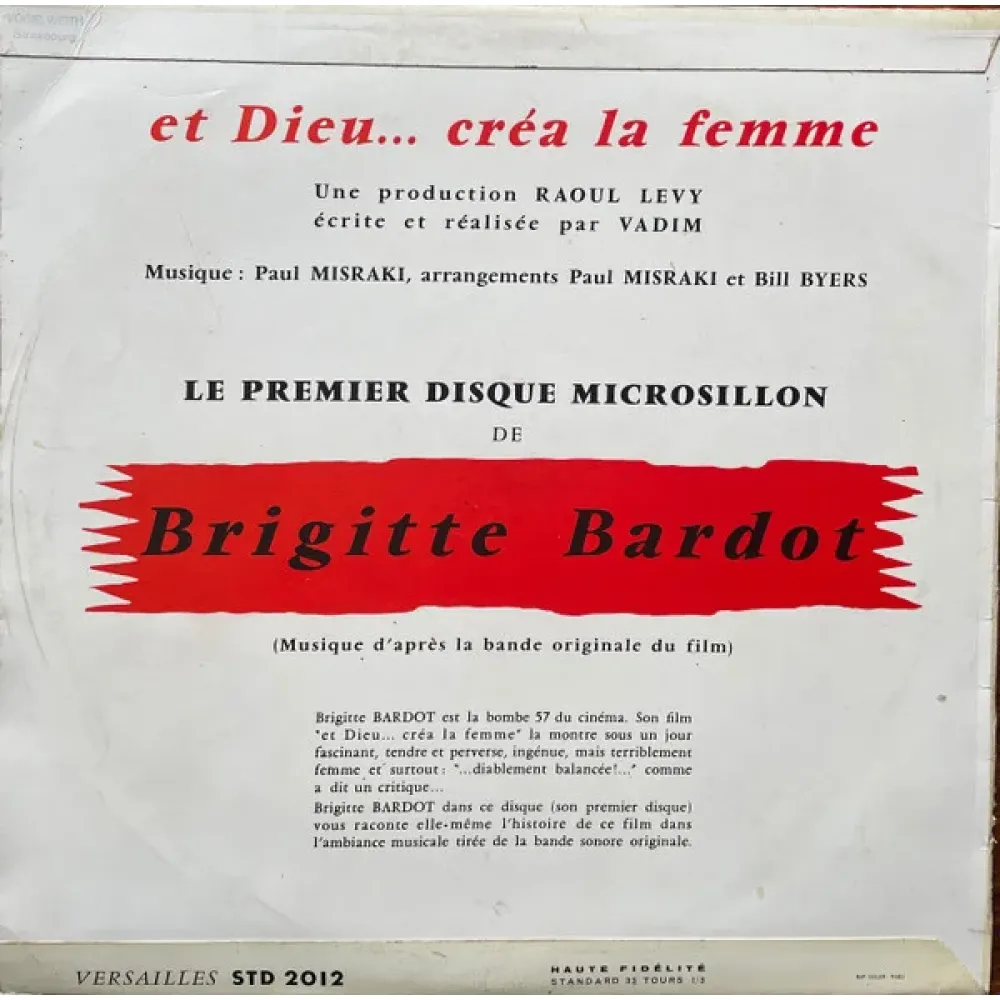 et Dieu... créa la femme
Une production RAOUL LEVY
écrite et réalisée par VADIM
Musique : Paul MISRAKI, arrangements Paul MISRAKI et Bill BYERS
LE PREMIER DISQUE MICROSILLON
DE
Brigitte Bardot
(Musique d'après la bande originale du film)
Brigitte BARDOT est la bombe 57 du cinéma. Son film
"et Dieu... créa la femme" la montre sous un jour
fascinant, tendre et perverse, ingénue, mais terriblement
femme et surtout : "...diablement balancée!..." comme
a dit un critique...
Brigitte BARDOT dans ce disque (son premier disque)
vous raconte elle-même l'histoire de ce film dans
l'ambiance musicale tirée de la bande sonore originale.
VERSAILLES STD 2012
HAUTE FIDÉLITÉ
STANDARD 33 TOURS 1/3